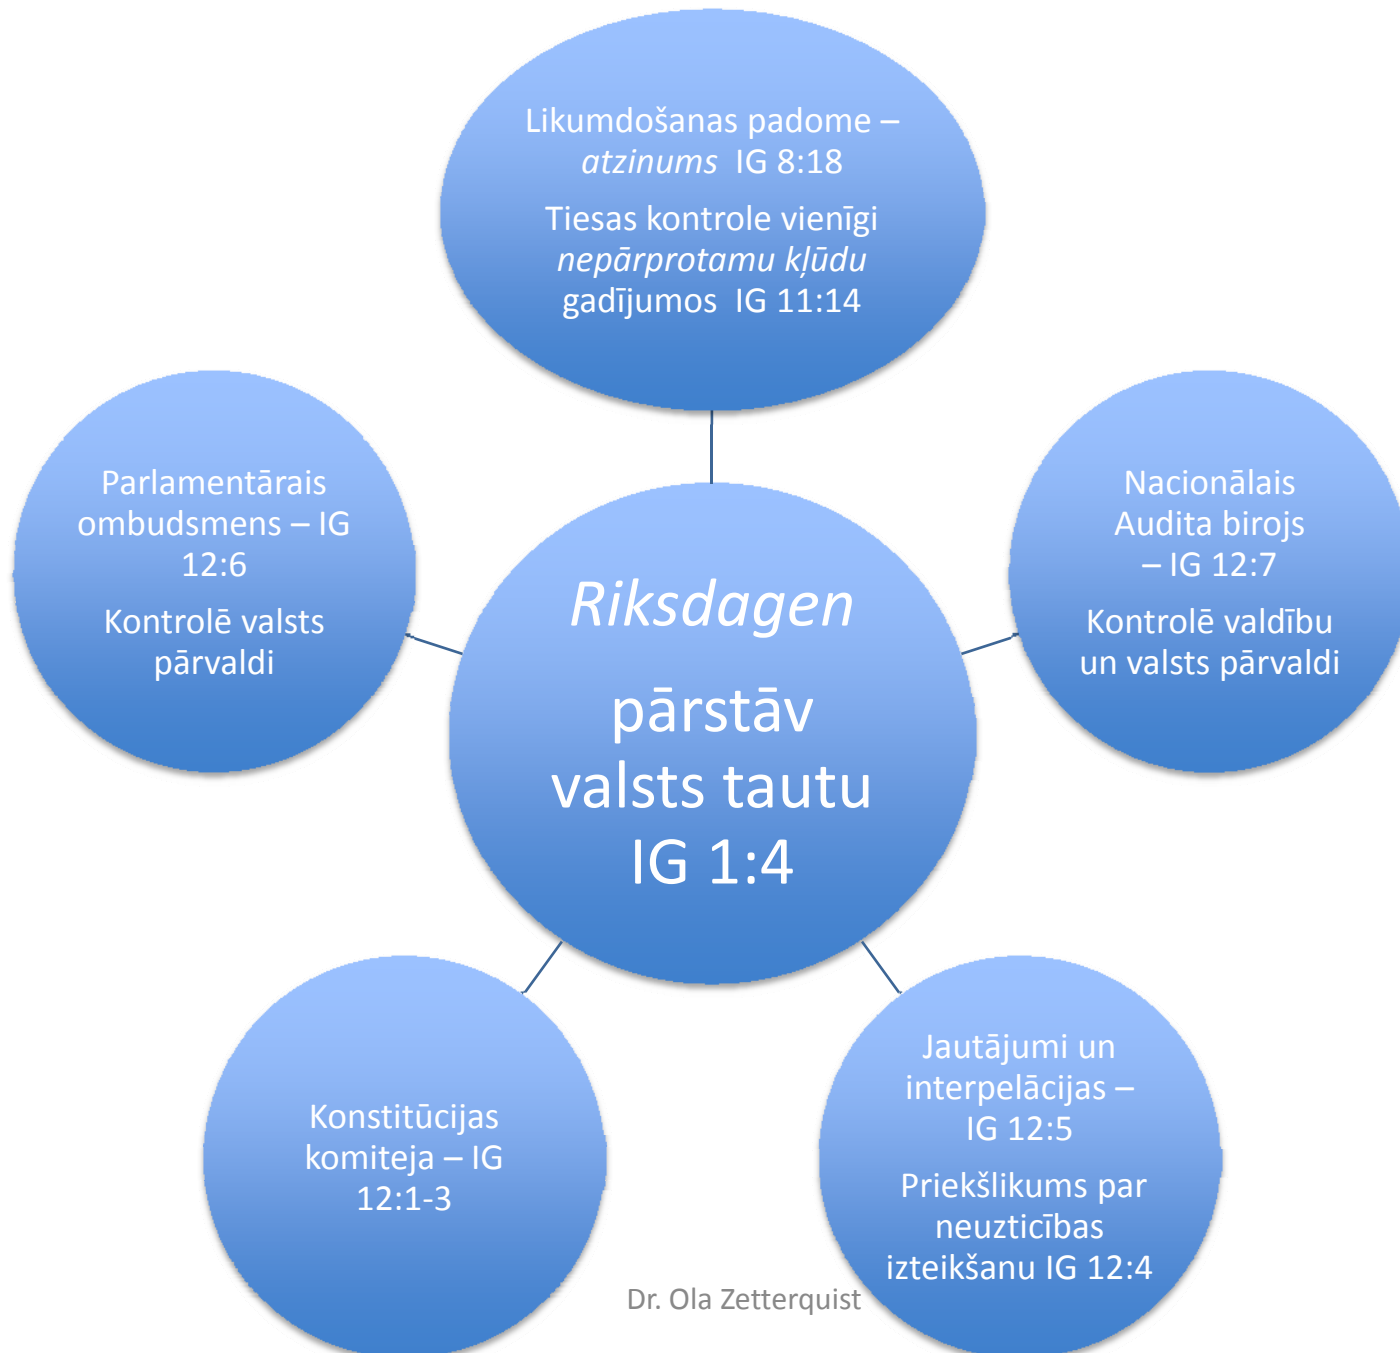 Likumdošanas padome –
atzinums IG 8:18
Tiesas kontrole vienīgi
nepārprotamu kļūdu
gadījumos IG 11:14
Parlamentārais
ombudsmens – IG
12:6
Kontrolē valsts
pārvaldi
Nacionālais
Audita birojs
– IG 12:7
Kontrolē valdību
un valsts pārvaldi
Riksdagen
pārstāv
valsts tautu
IG 1:4
Konstitūcijas
komiteja – IG
12:1-3
Jautājumi un
interpelācijas –
IG 12:5
Priekšlikums par
neuzticības
izteikšanu IG 12:4
Dr. Ola Zetterquist